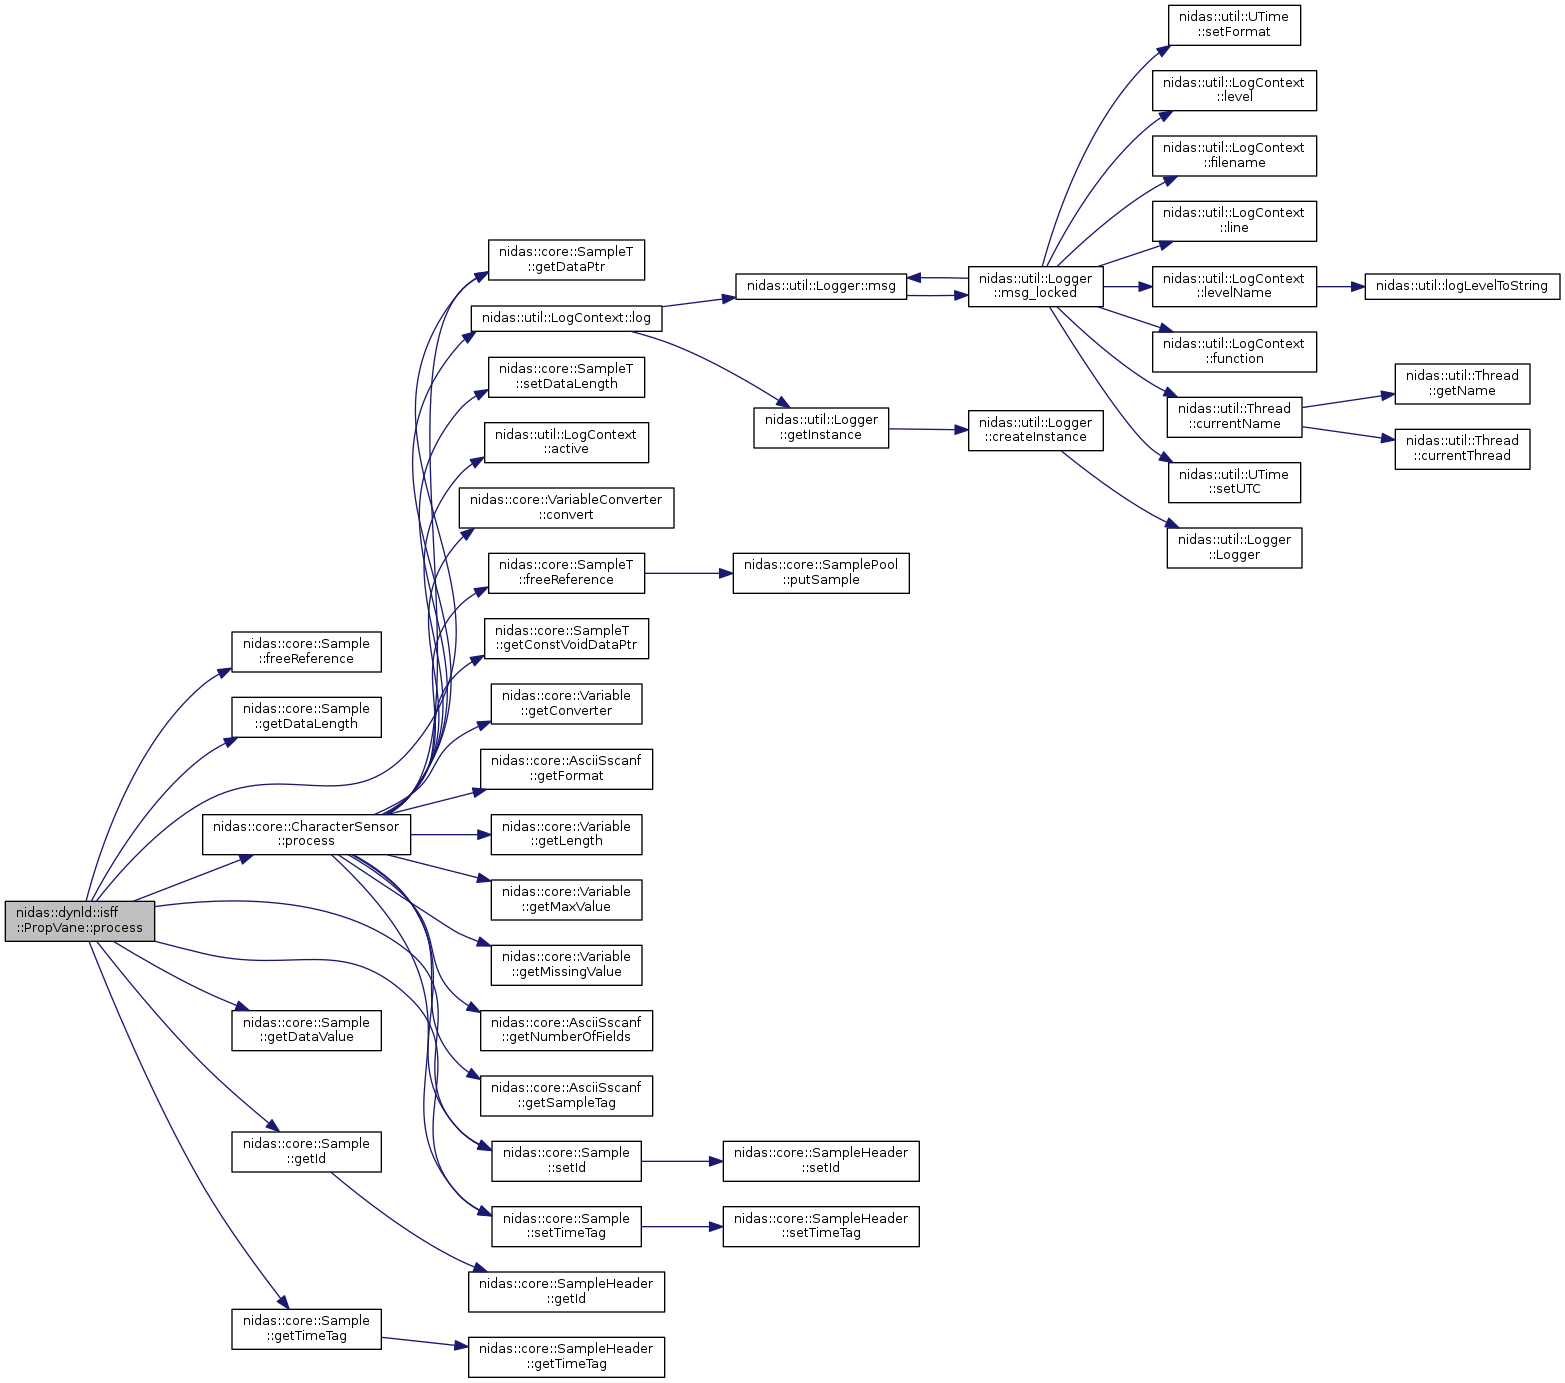 nidas::util::UTime
::setFormat
nidas::util::LogContext
::level
nidas::util::LogContext
::filename
nidas::util::LogContext
::line
nidas::core::SampleT
::getDataPtr
nidas::util::Logger::msg
nidas::util::Logger
::msg_locked
nidas::util::LogContext
::levelName
nidas::util::logLevelToString
nidas::util::LogContext::log
nidas::util::LogContext
::function
nidas::core::SampleT
::setDataLength
nidas::util::Thread
::getName
nidas::util::Thread
::currentName
nidas::util::Logger
::getInstance
nidas::util::Logger
::createInstance
nidas::util::LogContext
::active
nidas::util::Thread
::currentThread
nidas::util::UTime
::setUTC
nidas::core::VariableConverter
::convert
nidas::util::Logger
::Logger
nidas::core::SampleT
::freeReference
nidas::core::SamplePool
::putSample
nidas::core::SampleT
::getConstVoidDataPtr
nidas::core::Sample
::freeReference
nidas::core::Variable
::getConverter
nidas::core::Sample
::getDataLength
nidas::core::AsciiSscanf
::getFormat
nidas::core::CharacterSensor
::process
nidas::core::Variable
::getLength
nidas::core::Variable
::getMaxValue
nidas::dynld::isff
::PropVane::process
nidas::core::Variable
::getMissingValue
nidas::core::Sample
::getDataValue
nidas::core::AsciiSscanf
::getNumberOfFields
nidas::core::AsciiSscanf
::getSampleTag
nidas::core::Sample
::getId
nidas::core::Sample
::setId
nidas::core::SampleHeader
::setId
nidas::core::Sample
::setTimeTag
nidas::core::SampleHeader
::setTimeTag
nidas::core::SampleHeader
::getId
nidas::core::Sample
::getTimeTag
nidas::core::SampleHeader
::getTimeTag